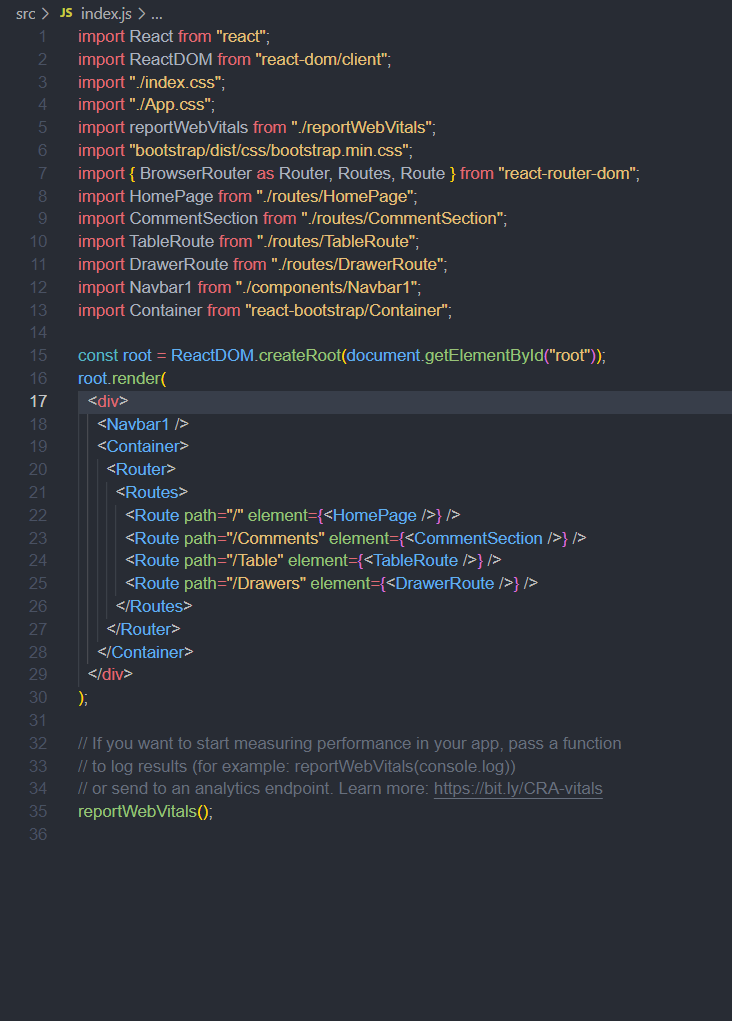 src > JS index.js > ...
1 import React from "react";
2 import ReactDOM from "react-dom/client";
3 import "./index.css";
4 import "./App.css";
5 import reportWebVitals from "./reportWebVitals";
6 import "bootstrap/dist/css/bootstrap.min.css";
7 import { BrowserRouter as Router, Routes, Route } from "react-router-dom";
8 import HomePage from "./routes/HomePage";
9 import CommentSection from "./routes/CommentSection";
10 import TableRoute from "./routes/TableRoute";
11 import DrawerRoute from "./routes/DrawerRoute";
12 import Navbar1 from "./components/Navbar1";
13 import Container from "react-bootstrap/Container";
14
15 const root = ReactDOM.createRoot(document.getElementById("root"));
16 root.render(
17 <div>
18 <Navbar1 />
19 <Container>
20 <Router>
21 <Routes>
22 <Route path="/" element={<HomePage />} />
23 <Route path="/Comments" element={<CommentSection />} />
24 <Route path="/Table" element={<TableRoute />} />
25 <Route path="/Drawers" element={<DrawerRoute />} />
26 </Routes>
27 </Router>
28 </Container>
29 </div>
30 );
31
32 // If you want to start measuring performance in your app, pass a function
33 // to log results (for example: reportWebVitals(console.log))
34 // or send to an analytics endpoint. Learn more: https://bit.ly/CRA-vitals
35 reportWebVitals();
36